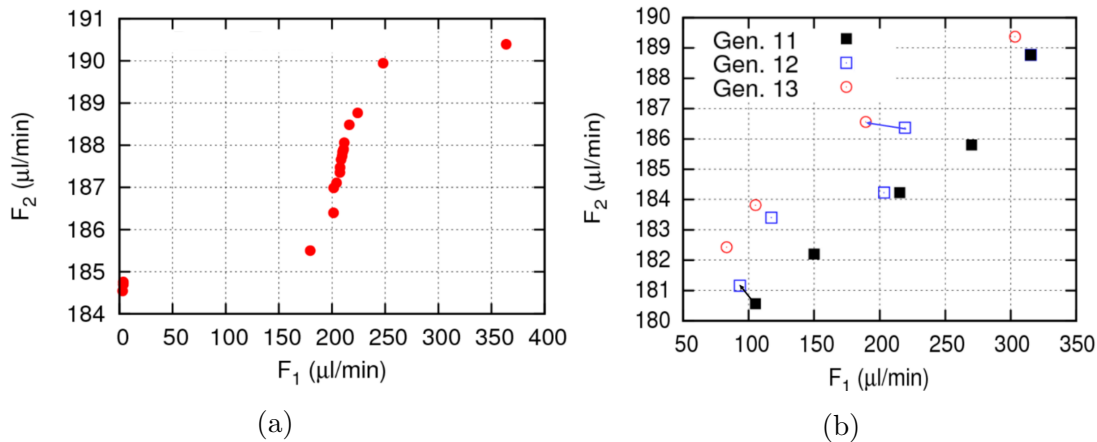 191
190
189
188
187
186
185
184
0 50 100 150 200 250 300 350 400
F2 (μl/min)
F1 (μl/min)
(a)
190
189
188
187
186
185
184
183
182
181
180
50 100 150 200 250 300 350
F2 (μl/min)
F1 (μl/min)
Gen. 11
Gen. 12
Gen. 13
(b)